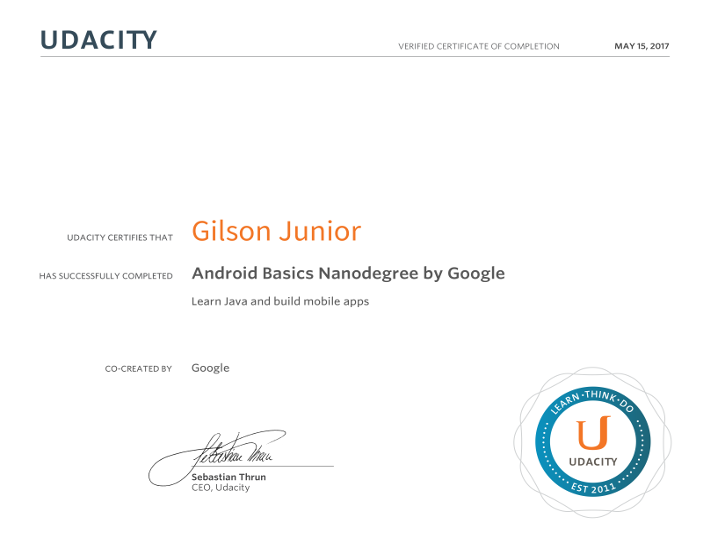 UDACITY
VERIFIED CERTIFICATE OF COMPLETION MAY 15, 2017
UDACITY CERTIFIES THAT Gilson Junior
HAS SUCCESSFULLY COMPLETED Android Basics Nanodegree by Google
Learn Java and build mobile apps
CO-CREATED BY Google
Sebastian Thrun
Sebastian Thrun
CEO, Udacity
LEARN · THINK · DO
UDACITY
EST 2011